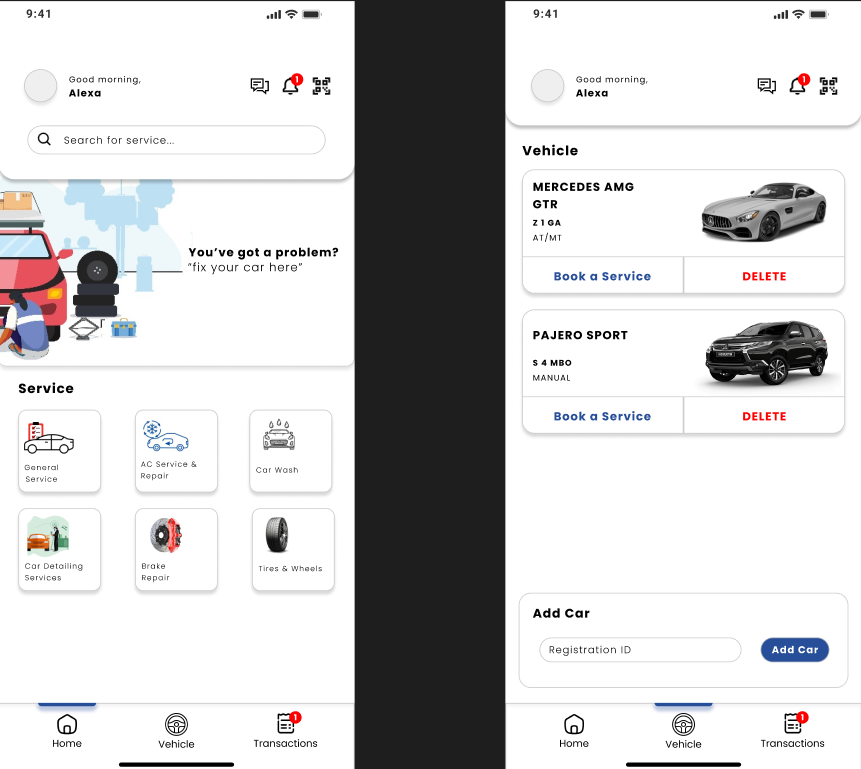 9:41
Good morning,
Alexa
1
Search for service...
You've got a problem?
"fix your car here"
Service
General
Service
AC Service &
Repair
Car Wash
Car Detailing
Services
Brake
Repair
Tires & Wheels
Home
Vehicle
1
Transactions
9:41
Good morning,
Alexa
1
Vehicle
MERCEDES AMG
GTR
Z 1 GA
AT/MT
Book a Service
DELETE
PAJERO SPORT
S 4 MBO
MANUAL
Book a Service
DELETE
Add Car
Registration ID
Add Car
Home
Vehicle
1
Transactions